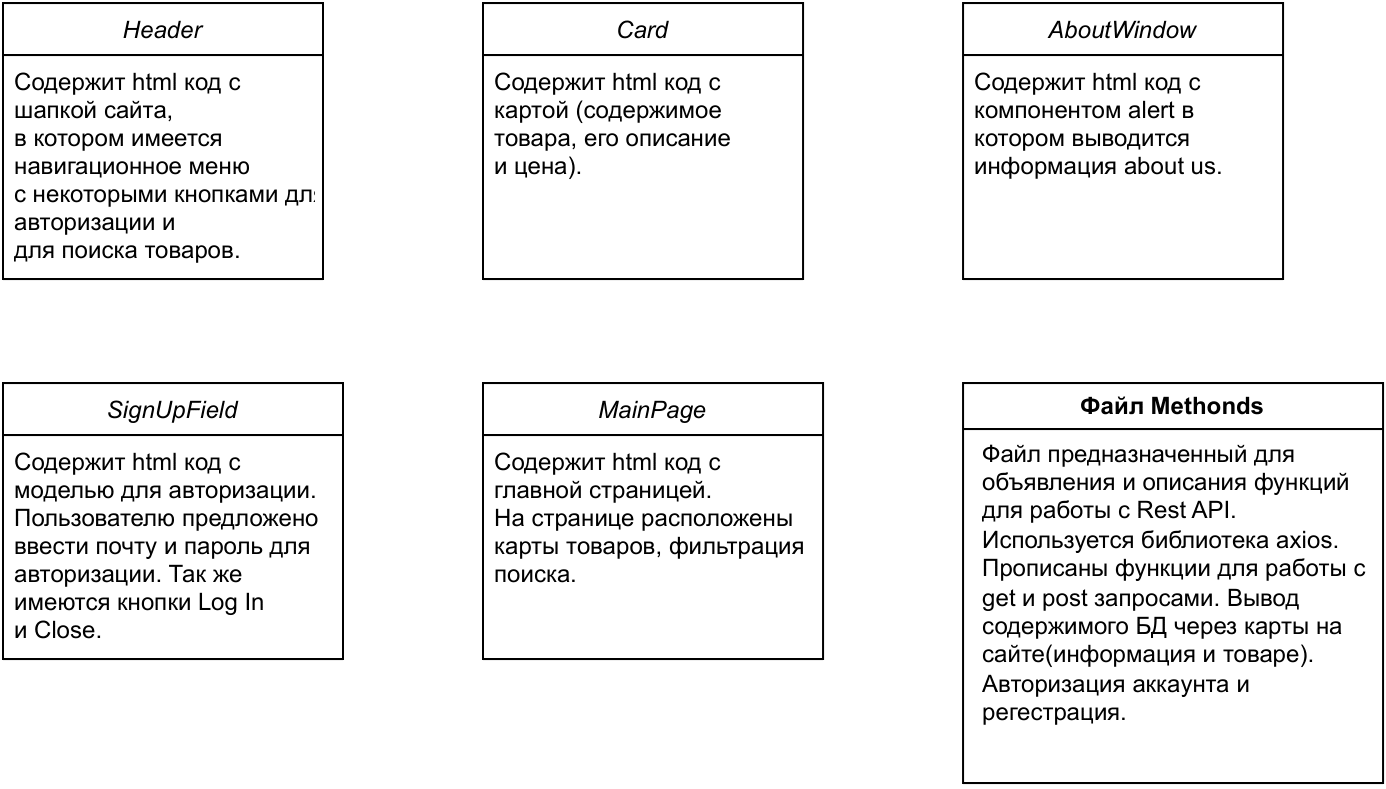 Header
Содержит html код с
шапкой сайта,
в котором имеется
навигационное меню
с некоторыми кнопками для
авторизации и
для поиска товаров.
Card
Содержит html код с
картой (содержимое
товара, его описание
и цена).
AboutWindow
Содержит html код с
компонентом alert в
котором выводится
информация about us.
SignUpField
Содержит html код с
моделью для авторизации.
Пользователю предложено
ввести почту и пароль для
авторизации. Так же
имеются кнопки Log In
и Close.
MainPage
Содержит html код с
главной страницей.
На странице расположены
карты товаров, фильтрация
поиска.
Файл Methonds
Файл предназначенный для
объявления и описания функций
для работы с Rest API.
Используется библиотека axios.
Прописаны функции для работы с
get и post запросами. Вывод
содержимого БД через карты на
сайте(информация и товаре).
Авторизация аккаунта и
регестрация.